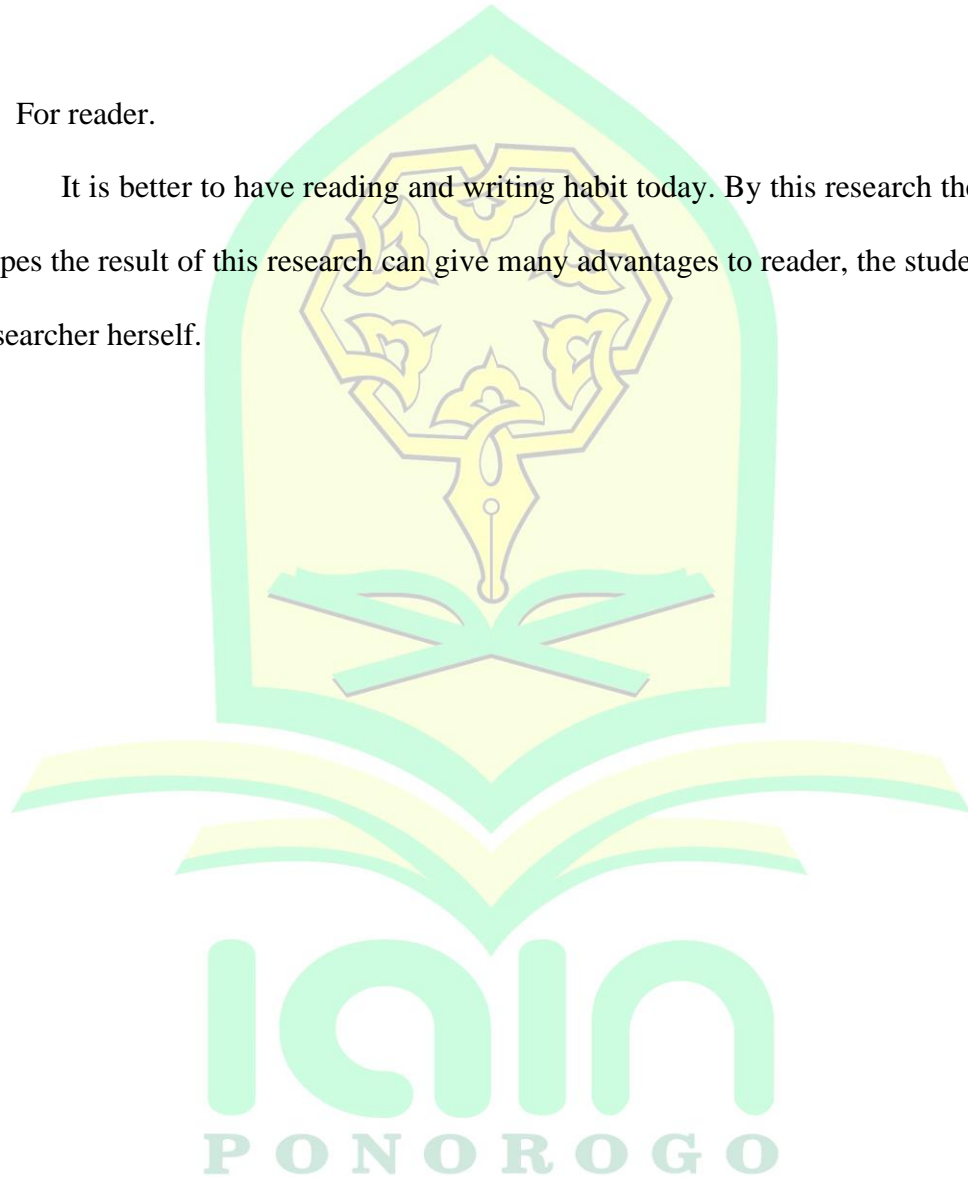 For reader.
It is better to have reading and writing habit today. By this research the
pes the result of this research can give many advantages to reader, the stude
searcher herself.
iain
PONOROGO